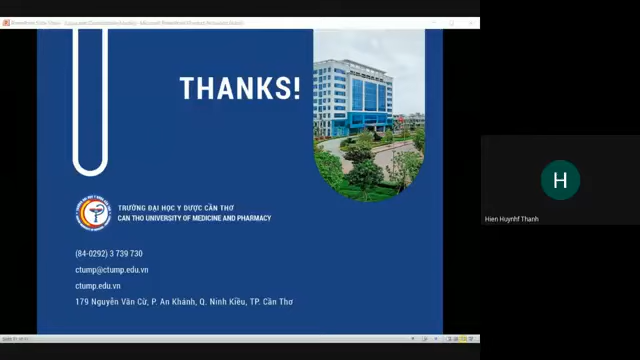 THANKS!
TRƯỜNG ĐẠI HỌC Y DƯỢC CẦN THƠ
CAN THO UNIVERSITY OF MEDICINE AND PHARMACY
(84-0292) 3 739 730
ctump@ctump.edu.vn
ctump.edu.vn
179 Nguyễn Văn Cừ, P. An Khánh, Q. Ninh Kiều, TP. Cần Thơ
H
Hien Huynhf Thanh